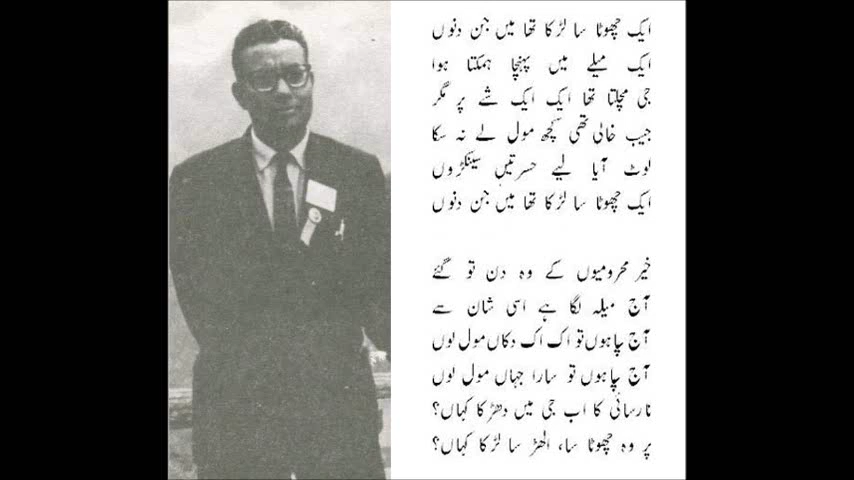 ایک چھوٹا سا لڑکا تھا میں جن دنوں
ایک میلے میں پہنچا ہمکتا ہوا
جی مچلتا تھا ایک ایک شے پر مگر
جیب خالی تھی کچھ مول لے نہ سکا
لوٹ آیا لیے حسرتیں سینکڑوں
ایک چھوٹا سا لڑکا تھا میں جن دنوں
خیر محرومیوں کے وہ دن تو گئے
آج میلہ لگا ہے اسی شان سے
آج چاہوں تو اک اک دکاں مول لوں
آج چاہوں تو سارا جہاں مول لوں
نارسائی کا اب جی میں دھڑکا کہاں؟
پر وہ چھوٹا سا، الھڑ سا لڑکا کہاں؟